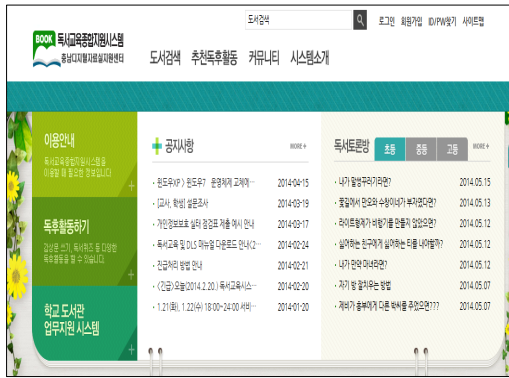 도서검색
로그인 회원가입 ID/PW찾기 사이트맵
BOOK 독서교육종합지원시스템
충남디지털자료실지원센터
도서검색 추천독후활동 커뮤니티 시스템소개
이용안내
독서교육종합지원시스템을
이용할 때 필요한 정보입니다.
독후활동하기
감상문 쓰기, 독서퀴즈 등 다양한
독후활동을 할 수 있습니다.
학교 도서관
업무지원 시스템
공지사항 MORE +
· 윈도우XP > 윈도우7 운영체제 교체에··· 2014-04-15
· [교사, 학생] 설문조사 2014-03-19
· 개인정보보호 실태 점검표 제출 예시 안내 2014-03-17
· 독서교육 및 DLS 매뉴얼 다운로드 안내<2··· 2014-02-24
· 진급처리 방법 안내 2014-02-21
· <긴급>오늘(2014.2.20.) 독서교육시스··· 2014-02-20
· 1.21(화), 1.22(수) 18:00~24:00 서비··· 2014-01-20
독서토론방 초등 중등 고등 MORE +
· 내가 말썽꾸러기라면? 2014.05.15
· 꽃길에서 만오와 수창이네가 부자였다면? 2014.05.13
· 라이트형제가 비행기를 만들지 않았으면? 2014.05.12
· 싫어하는 친구에게 싫어하는 티를 내야할까? 2014.05.12
· 내가 만약 마녀라면? 2014.05.12
· 자기 방 잘치우는 방법 2014.05.07
· 제비가 흥부에게 다른 박씨를 주었으면??? 2014.05.07